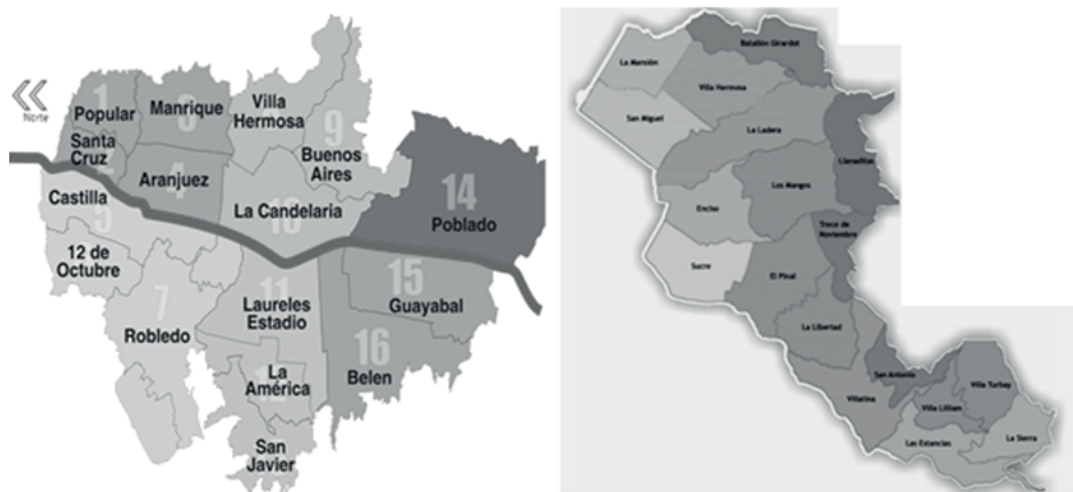 Norte
1
Popular
3
Manrique
Villa
Hermosa
9
Buenos
Aires
2
Santa
Cruz
4
Aranjuez
10
La Candelaria
14
Poblado
Castilla
5
12 de
Octubre
7
Robledo
11
Laureles
Estadio
15
Guayabal
16
Belen
La
América
12
San
Javier
Batallón Girardot
La Mansión
Villa Hermosa
San Miguel
La Ladera
Llanaditas
Los Mangos
Enciso
Trece de
Noviembre
Sucre
El Pinal
La Libertad
San Antonio
Villa Turbay
Villatina
Villa Lilliam
Las Estancias
La Sierra